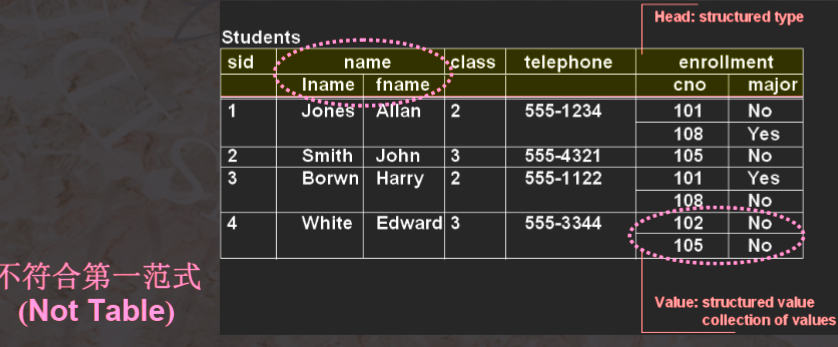 Head: structured type
Students
sid name class telephone enrollment
lname fname cno major
1 Jones Allan 2 555-1234 101 No
108 Yes
2 Smith John 3 555-4321 105 No
3 Borwn Harry 2 555-1122 101 Yes
108 No
4 White Edward 3 555-3344 102 No
105 No
不符合第一范式
(Not Table)
Value: structured value
collection of values